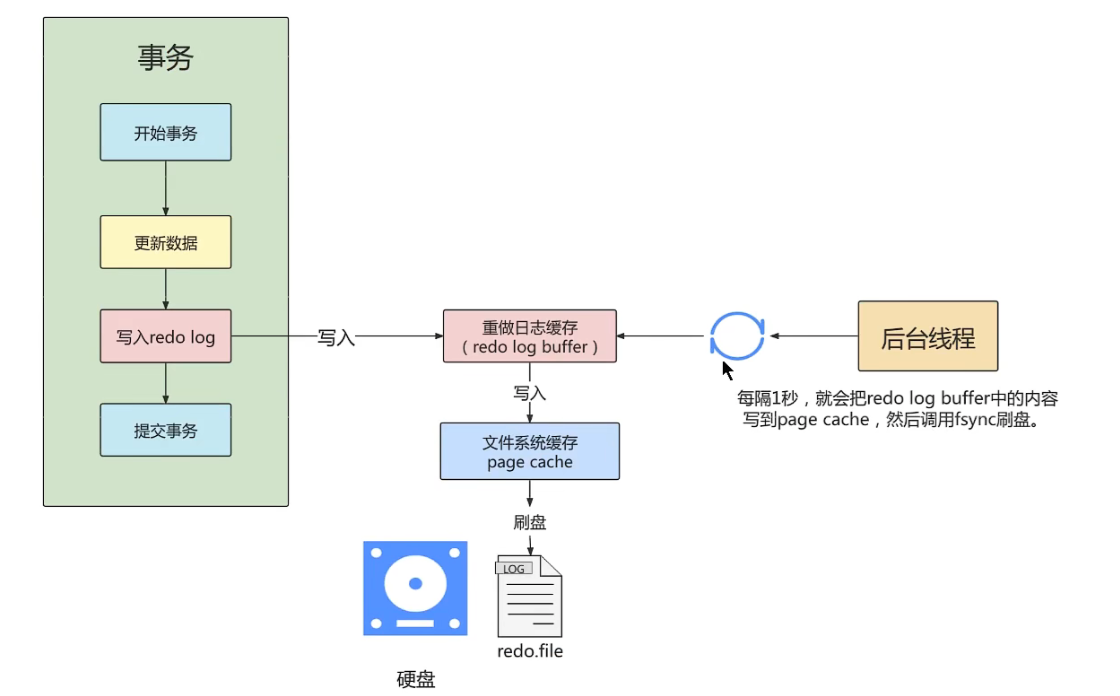 事务
开始事务
更新数据
写入redo log
提交事务
写入
重做日志缓存
（redo log buffer）
写入
文件系统缓存
page cache
刷盘
LOG
redo.file
硬盘
后台线程
每隔1秒，就会把redo log buffer中的内容
写到page cache，然后调用fsync刷盘。